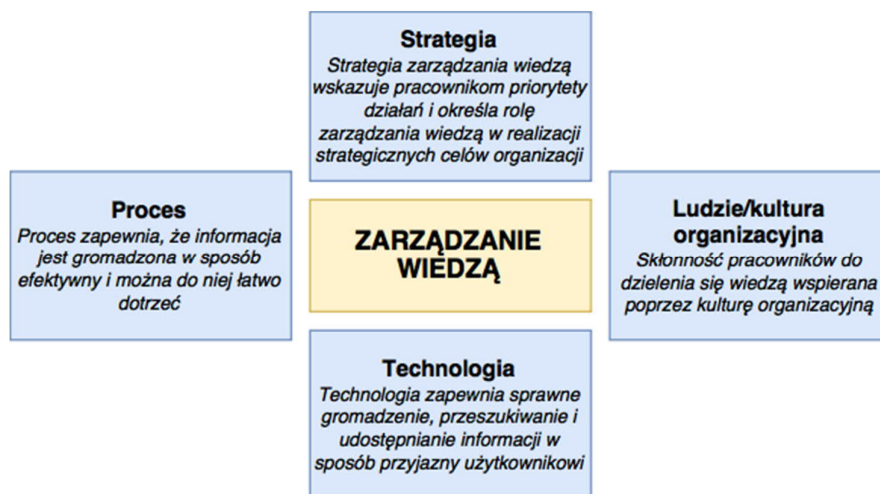 Strategia
Strategia zarządzania wiedzą
wskazuje pracownikom priorytety
działań i określa rolę
zarządzania wiedzą w realizacji
strategicznych celów organizacji
Proces
Proces zapewnia, że informacja
jest gromadzona w sposób
efektywny i można do niej łatwo
dotrzeć
ZARZĄDZANIE
WIEDZĄ
Ludzie/kultura
organizacyjna
Skłonność pracowników do
dzielenia się wiedzą wspierana
poprzez kulturę organizacyjną
Technologia
Technologia zapewnia sprawne
gromadzenie, przeszukiwanie i
udostępnianie informacji w
sposób przyjazny użytkownikowi